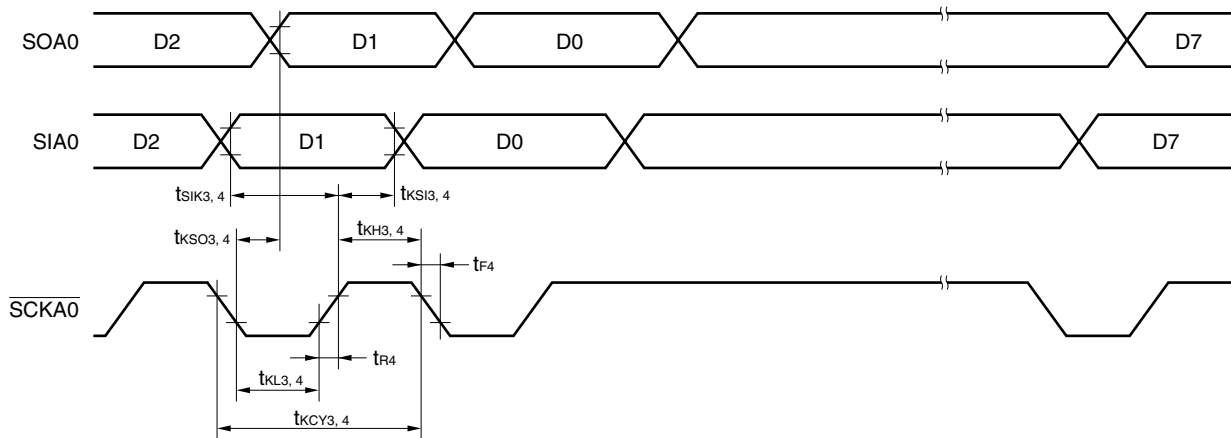 SOA0 D2 D1 D0 D7
SIA0 D2 D1 D0 D7
tSIK3, 4 tKSI3, 4
tKSO3, 4 tKH3, 4
tF4
SCKA0
tR4
tKL3, 4
tKCY3, 4